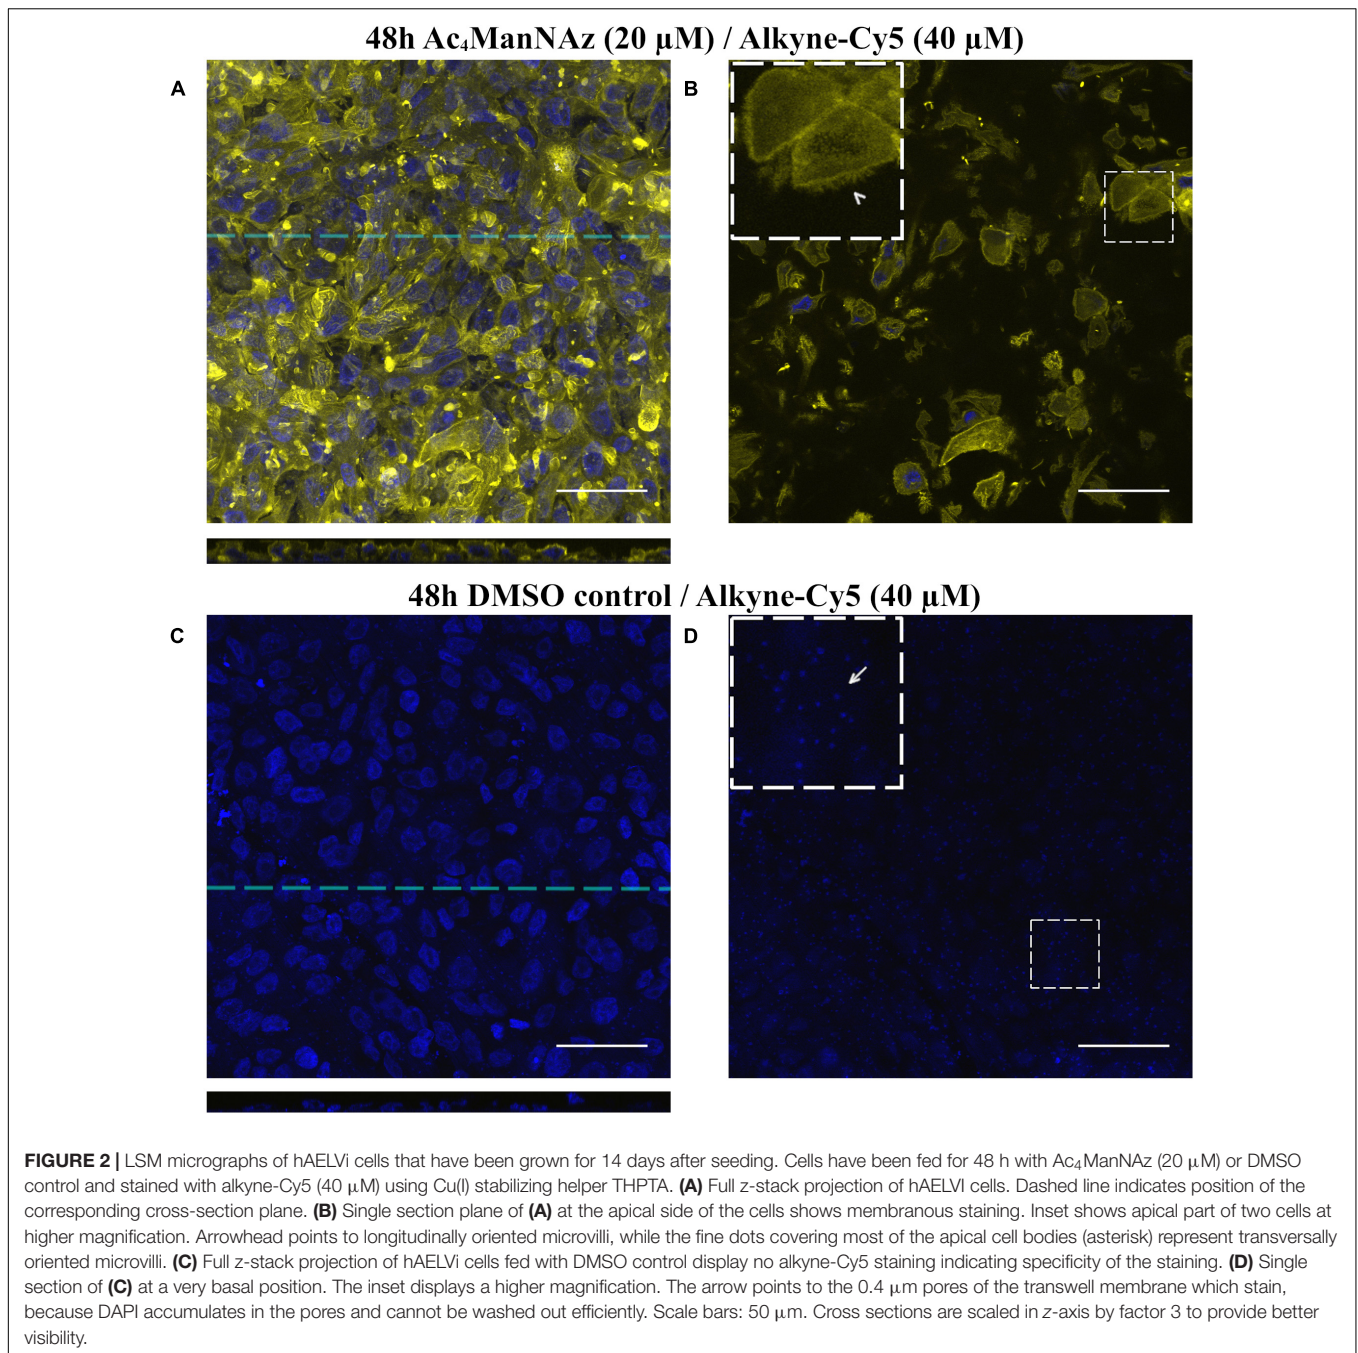 48h Ac₄ManNAz (20 µM) / Alkyne-Cy5 (40 µM)
A
B
48h DMSO control / Alkyne-Cy5 (40 µM)
C
D
FIGURE 2 | LSM micrographs of hAELVi cells that have been grown for 14 days after seeding. Cells have been fed for 48 h with Ac₄ManNAz (20 µM) or DMSO
control and stained with alkyne-Cy5 (40 µM) using Cu(I) stabilizing helper THPTA. (A) Full z-stack projection of hAELVI cells. Dashed line indicates position of the
corresponding cross-section plane. (B) Single section plane of (A) at the apical side of the cells shows membranous staining. Inset shows apical part of two cells at
higher magnification. Arrowhead points to longitudinally oriented microvilli, while the fine dots covering most of the apical cell bodies (asterisk) represent transversally
oriented microvilli. (C) Full z-stack projection of hAELVi cells fed with DMSO control display no alkyne-Cy5 staining indicating specificity of the staining. (D) Single
section of (C) at a very basal position. The inset displays a higher magnification. The arrow points to the 0.4 µm pores of the transwell membrane which stain,
because DAPI accumulates in the pores and cannot be washed out efficiently. Scale bars: 50 µm. Cross sections are scaled in z-axis by factor 3 to provide better
visibility.